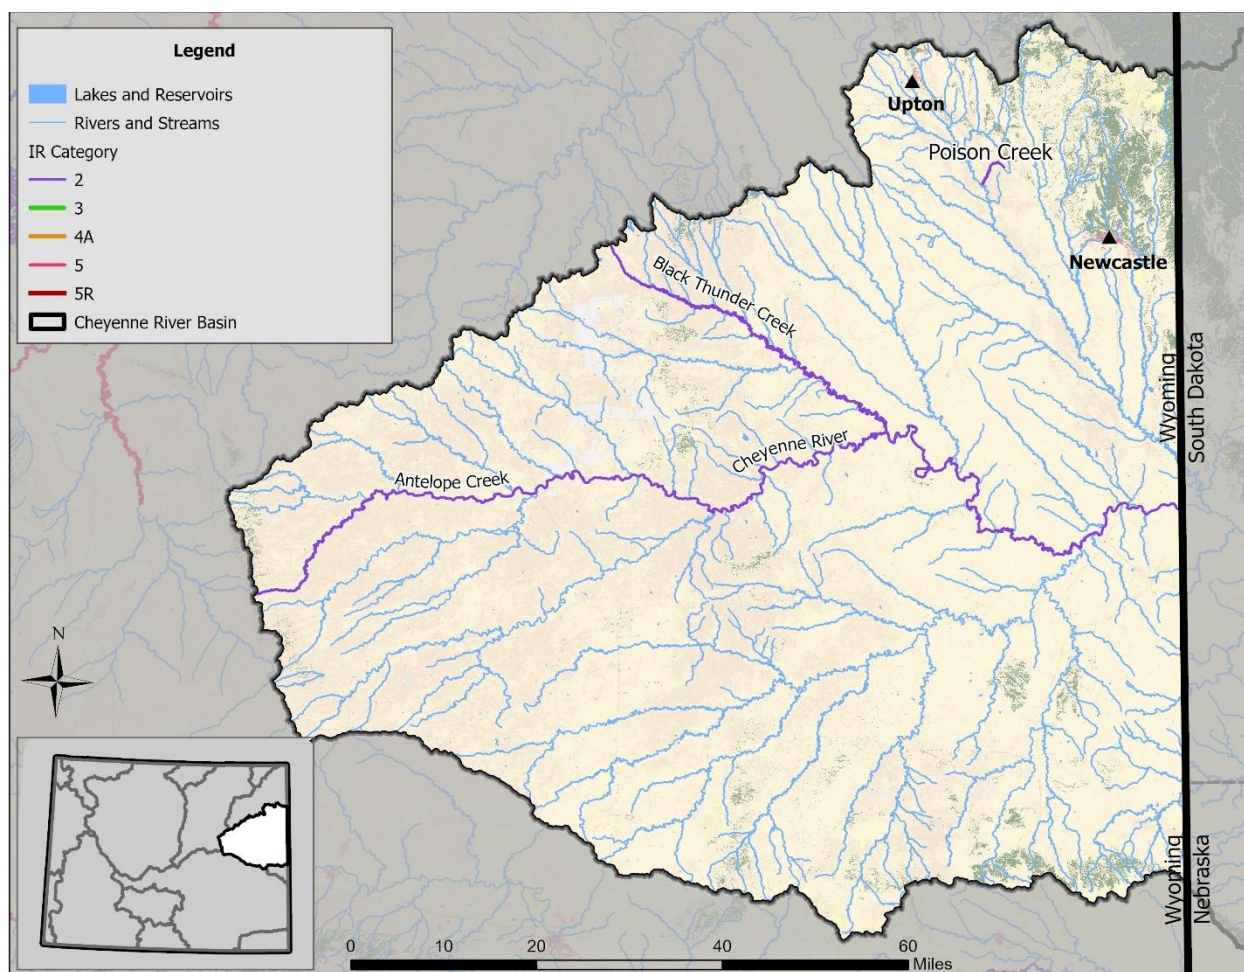 Legend
Lakes and Reservoirs
Rivers and Streams
IR Category
2
3
4A
5
5R
Cheyenne River Basin
Upton
Poison Creek
Newcastle
Black Thunder Creek
Cheyenne River
Antelope Creek
Wyoming
South Dakota
N
Wyoming
Nebraska
0 20 40 60
Miles